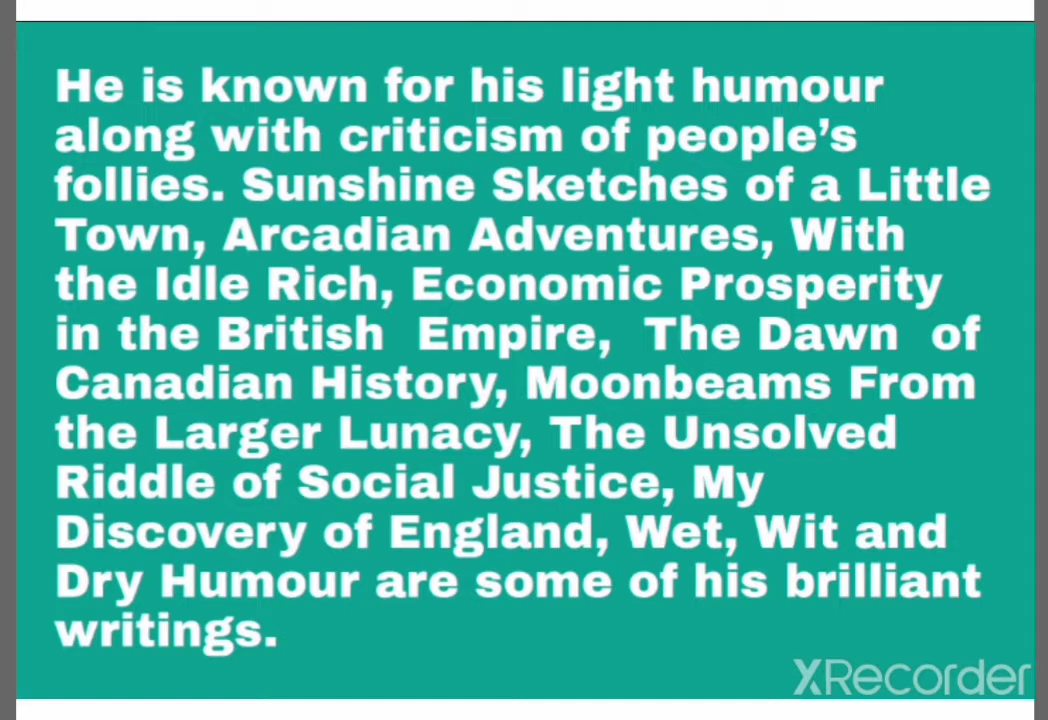 He is known for his light humour
along with criticism of people’s
follies. Sunshine Sketches of a Little
Town, Arcadian Adventures, With
the Idle Rich, Economic Prosperity
in the British Empire, The Dawn of
Canadian History, Moonbeams From
the Larger Lunacy, The Unsolved
Riddle of Social Justice, My
Discovery of England, Wet, Wit and
Dry Humour are some of his brilliant
writings.
XRecorder